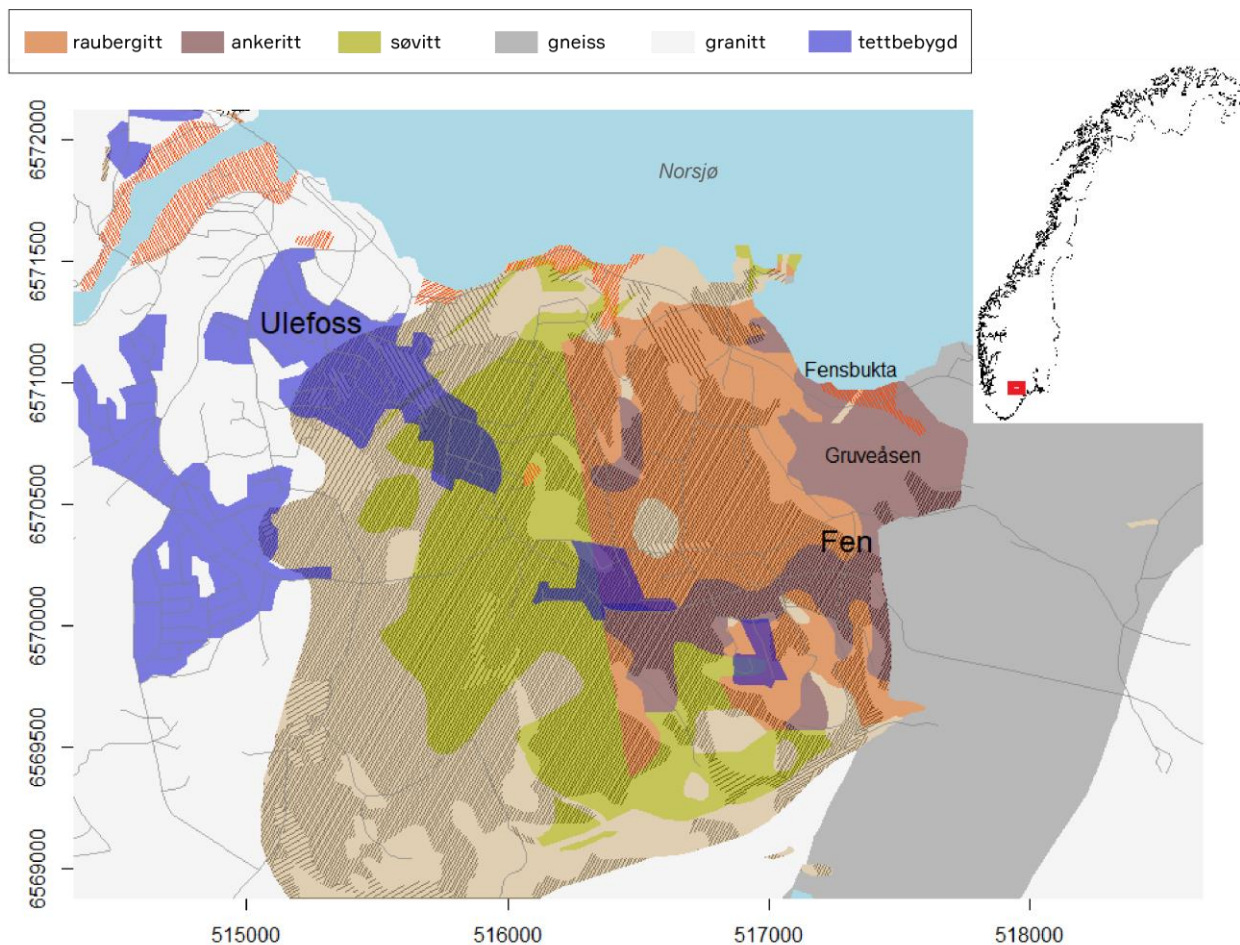 raubergitt ankeritt søvitt gneiss granitt tettbebygd
6572000
Norsjø
6571500
Ulefoss
Fensbukta
6571000
Gruveåsen
6570500
Fen
6570000
6569500
6569000
515000 516000 517000 518000